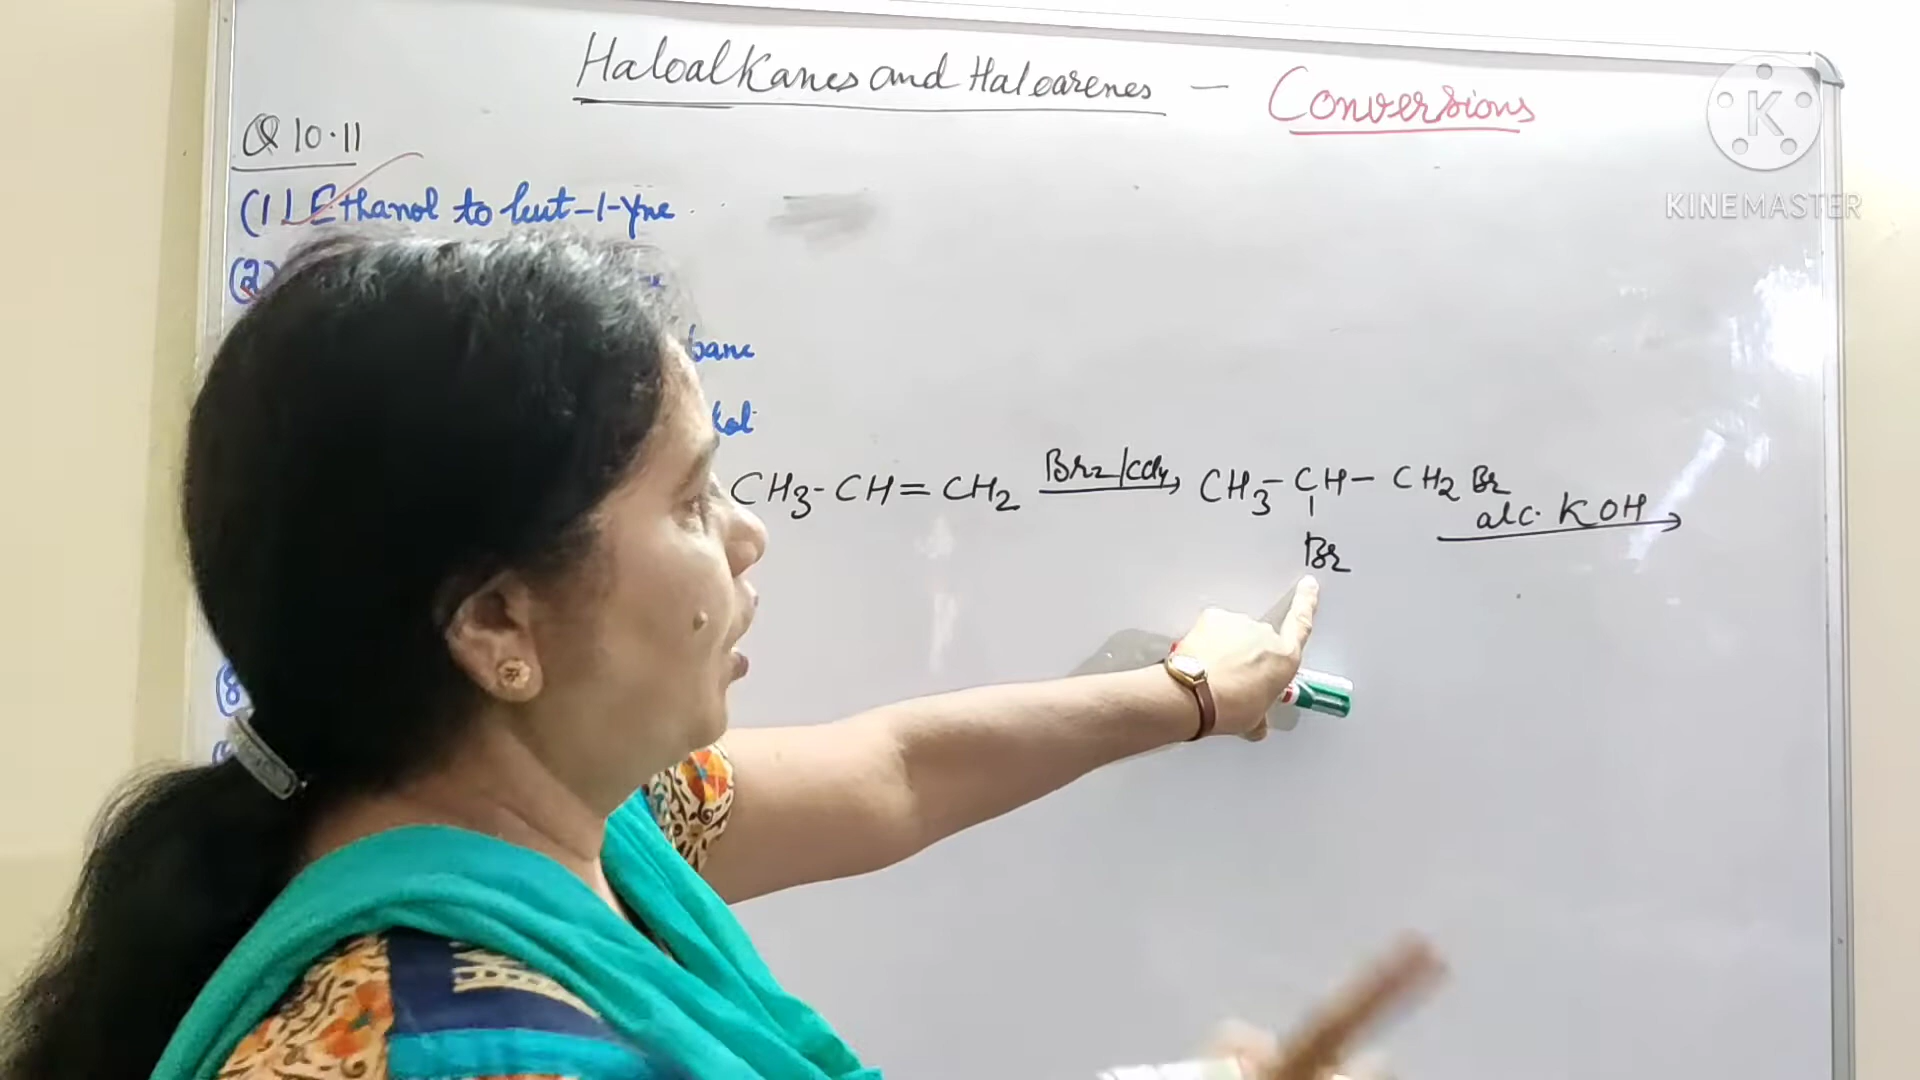 Haloalkanes and Haloarenes – Conversions
K
KINEMASTER
Q 10.11
(1) Ethanol to but-1-yne
(2)
bane
CH3-CH=CH2 Br2/CCl4 CH3-CH-CH2Br
alc. KOH
Br
(8